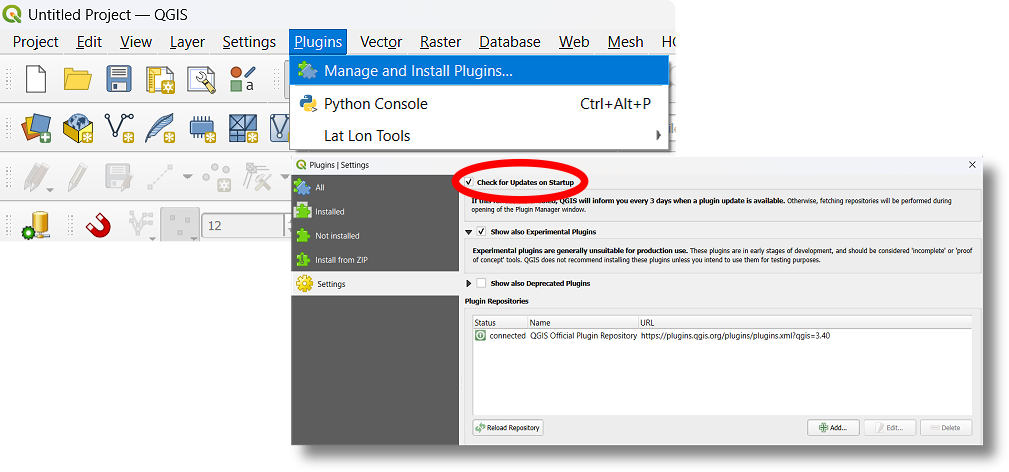 Untitled Project — QGIS
Project Edit View Layer Settings Plugins Vector Raster Database Web Mesh
Manage and Install Plugins...
Python Console Ctrl+Alt+P
Lat Lon Tools
12
Plugins | Settings
All
Installed
Not installed
Install from ZIP
Settings
Check for Updates on Startup
If this QGIS will inform you every 3 days when a plugin update is available. Otherwise, fetching repositories will be performed during
opening of the Plugin Manager window.
Show also Experimental Plugins
Experimental plugins are generally unsuitable for production use. These plugins are in early stages of development, and should be considered 'incomplete' or 'proof
of concept' tools. QGIS does not recommend installing these plugins unless you intend to use them for testing purposes.
Show also Deprecated Plugins
Plugin Repositories
Status Name URL
connected QGIS Official Plugin Repository https://plugins.qgis.org/plugins/plugins.xml?qgis=3.40
Reload Repository Add... Edit... Delete